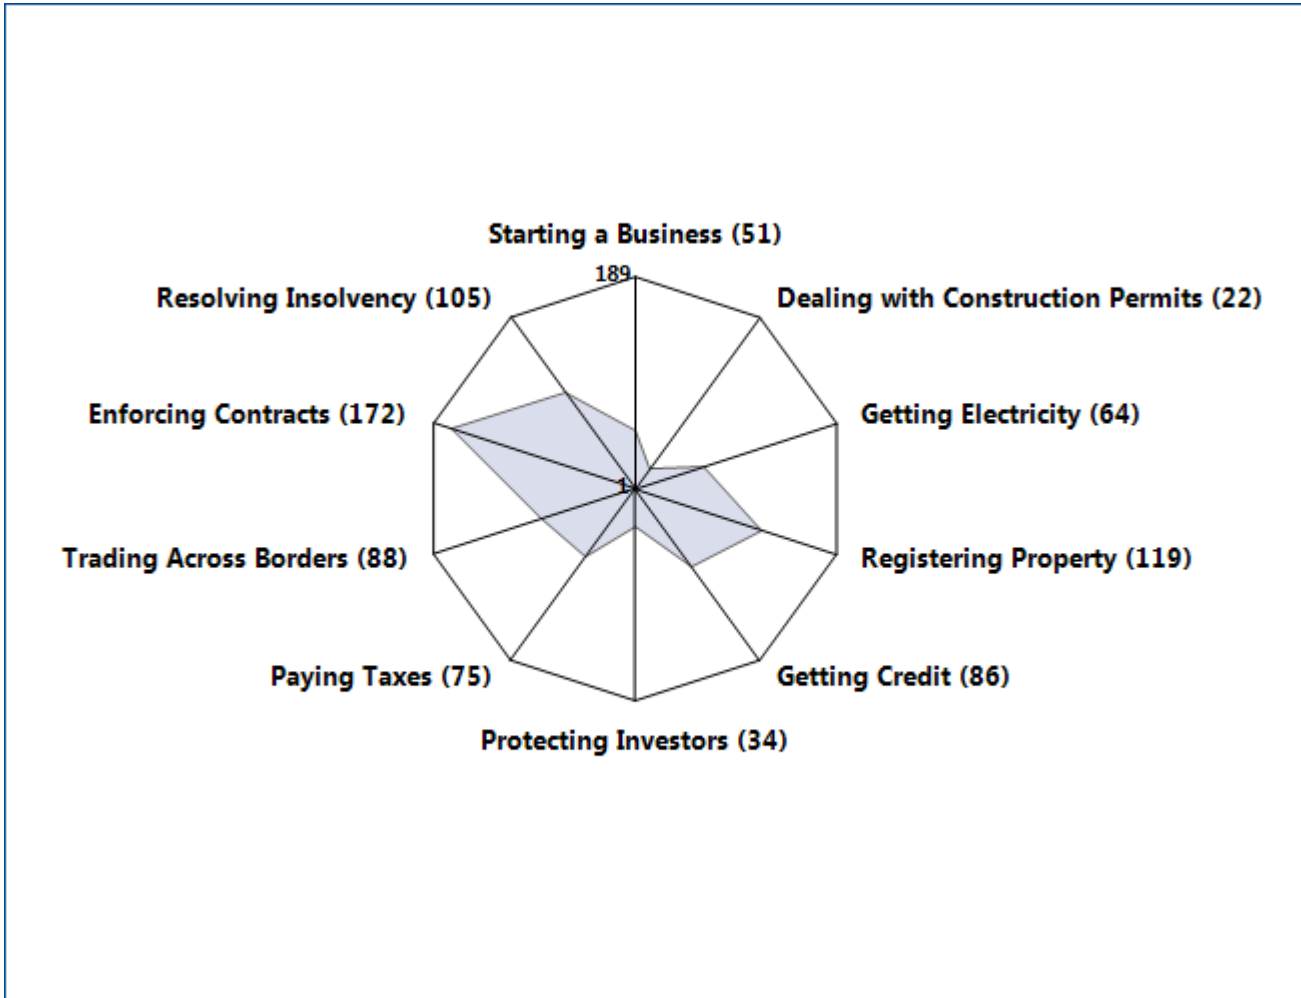 Starting a Business (51)
189
Resolving Insolvency (105)
Dealing with Construction Permits (22)
Enforcing Contracts (172)
Getting Electricity (64)
1
Trading Across Borders (88)
Registering Property (119)
Paying Taxes (75)
Getting Credit (86)
Protecting Investors (34)